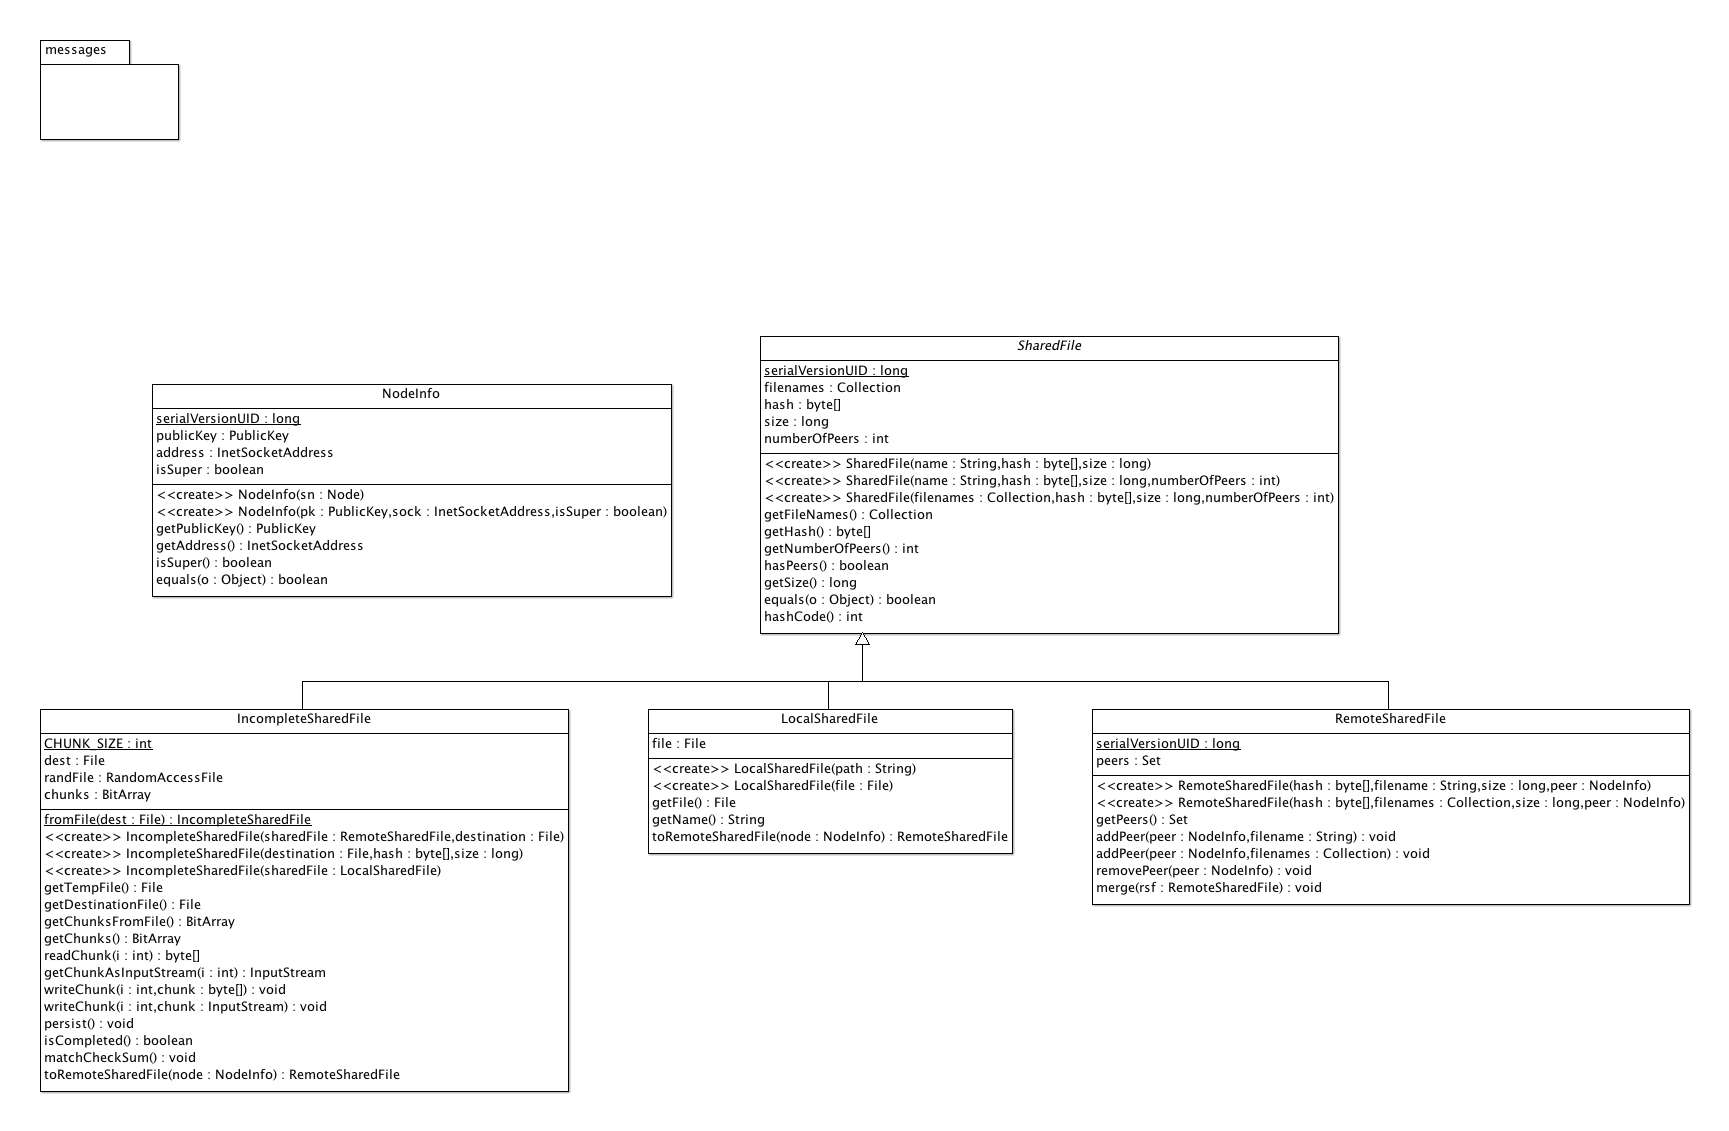 messages
NodeInfo
serialVersionUID : long
publicKey : PublicKey
address : InetSocketAddress
isSuper : boolean
<<create>> NodeInfo(sn : Node)
<<create>> NodeInfo(pk : PublicKey,sock : InetSocketAddress,isSuper : boolean)
getPublicKey() : PublicKey
getAddress() : InetSocketAddress
isSuper() : boolean
equals(o : Object) : boolean
SharedFile
serialVersionUID : long
filenames : Collection
hash : byte[]
size : long
numberOfPeers : int
<<create>> SharedFile(name : String,hash : byte[],size : long)
<<create>> SharedFile(name : String,hash : byte[],size : long,numberOfPeers : int)
<<create>> SharedFile(filenames : Collection,hash : byte[],size : long,numberOfPeers : int)
getFileNames() : Collection
getHash() : byte[]
getNumberOfPeers() : int
hasPeers() : boolean
getSize() : long
equals(o : Object) : boolean
hashCode() : int
IncompleteSharedFile
CHUNK_SIZE : int
dest : File
randFile : RandomAccessFile
chunks : BitArray
fromFile(dest : File) : IncompleteSharedFile
<<create>> IncompleteSharedFile(sharedFile : RemoteSharedFile,destination : File)
<<create>> IncompleteSharedFile(destination : File,hash : byte[],size : long)
<<create>> IncompleteSharedFile(sharedFile : LocalSharedFile)
getTempFile() : File
getDestinationFile() : File
getChunksFromFile() : BitArray
getChunks() : BitArray
readChunk(i : int) : byte[]
getChunkAsInputStream(i : int) : InputStream
writeChunk(i : int,chunk : byte[]) : void
writeChunk(i : int,chunk : InputStream) : void
persist() : void
isCompleted() : boolean
matchCheckSum() : void
toRemoteSharedFile(node : NodeInfo) : RemoteSharedFile
LocalSharedFile
file : File
<<create>> LocalSharedFile(path : String)
<<create>> LocalSharedFile(file : File)
getFile() : File
getName() : String
toRemoteSharedFile(node : NodeInfo) : RemoteSharedFile
RemoteSharedFile
serialVersionUID : long
peers : Set
<<create>> RemoteSharedFile(hash : byte[],filename : String,size : long,peer : NodeInfo)
<<create>> RemoteSharedFile(hash : byte[],filenames : Collection,size : long,peer : NodeInfo)
getPeers() : Set
addPeer(peer : NodeInfo,filename : String) : void
addPeer(peer : NodeInfo,filenames : Collection) : void
removePeer(peer : NodeInfo) : void
merge(rsf : RemoteSharedFile) : void